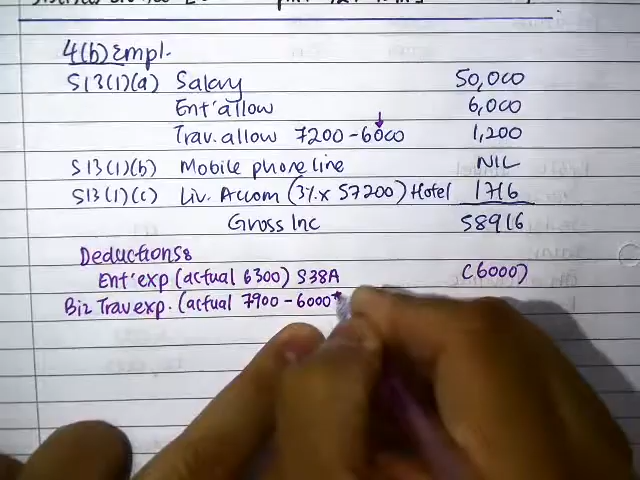 4(b) Empl.
S13(1)(a) Salary 50,000
Ent' allow 6,000
Trav. allow 7200 - 6000 1,200
S13(1)(b) Mobile phone line NIL
S13(1)(c) Liv. Accom (3% x 57200) Hotel 1716
Gross Inc 58916
Deductions:
Ent' exp (actual 6300) S38A (6000)
Biz Trav exp. (actual 7900 - 6000*